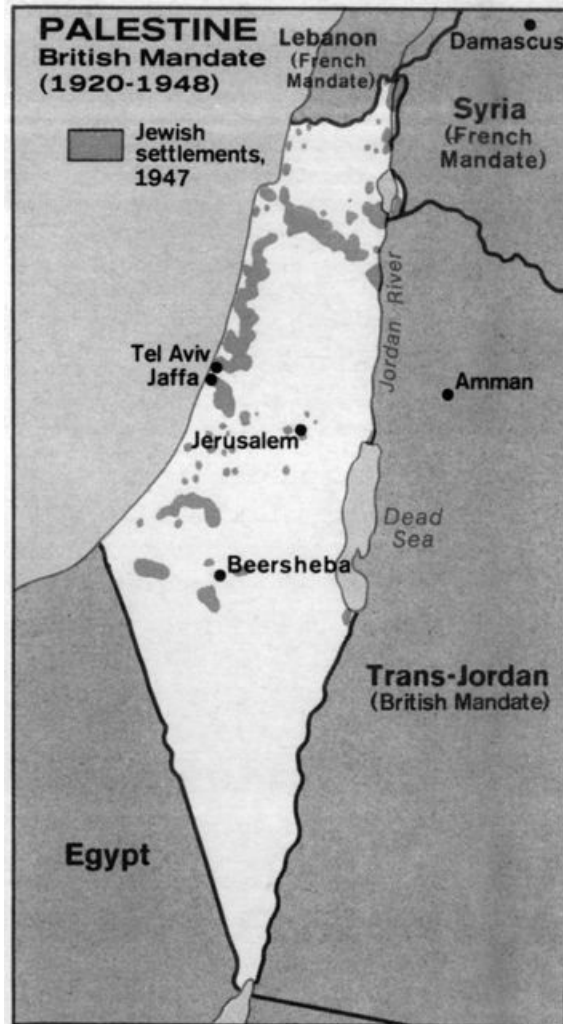 PALESTINE
British Mandate
(1920-1948)
Jewish
settlements,
1947
Lebanon
(French
Mandate)
Damascus
Syria
(French
Mandate)
Jordan River
Tel Aviv
Jaffa
Amman
Jerusalem
Dead
Sea
Beersheba
Trans-Jordan
(British Mandate)
Egypt